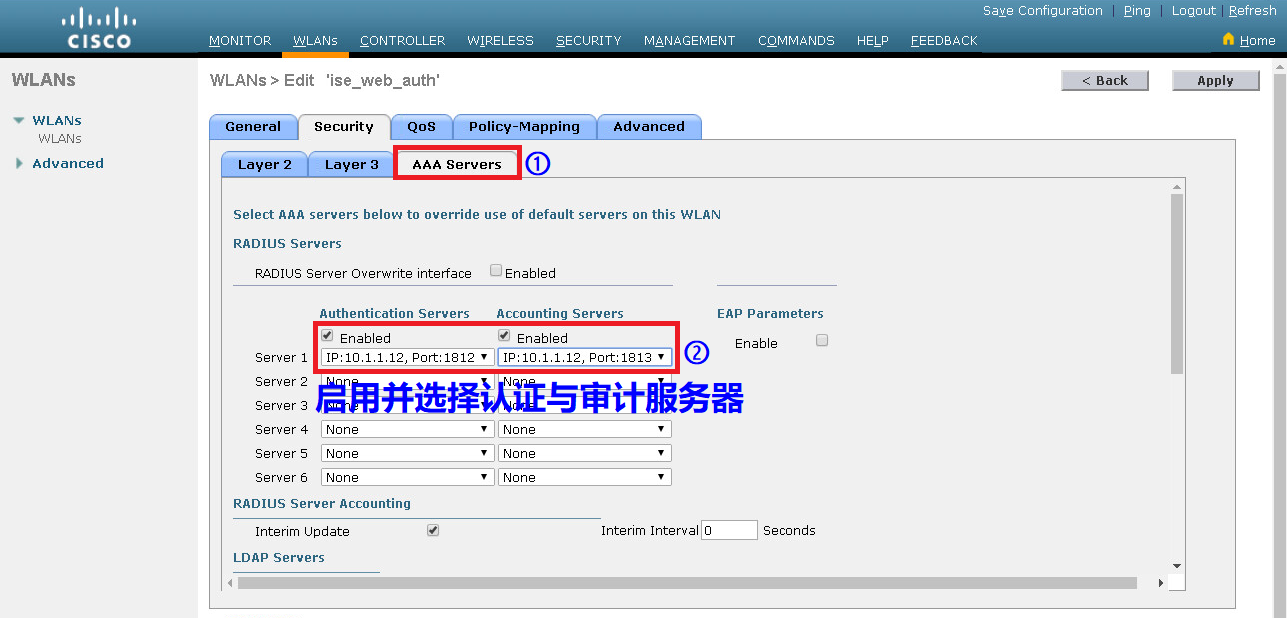 Save Configuration | Ping | Logout | Refresh
CISCO
MONITOR WLANs CONTROLLER WIRELESS SECURITY MANAGEMENT COMMANDS HELP FEEDBACK Home
WLANs
WLANs > Edit 'ise_web_auth'
< Back Apply
WLANs
WLANs
Advanced
General Security QoS Policy-Mapping Advanced
Layer 2 Layer 3 AAA Servers ①
Select AAA servers below to override use of default servers on this WLAN
RADIUS Servers
RADIUS Server Overwrite interface Enabled
Authentication Servers Accounting Servers EAP Parameters
Enabled Enabled Enable
Server 1 IP:10.1.1.12, Port:1812 IP:10.1.1.12, Port:1813 ②
Server 2 None None
启用并选择认证与审计服务器
Server 3 None None
Server 4 None None
Server 5 None None
Server 6 None None
RADIUS Server Accounting
Interim Update Interim Interval 0 Seconds
LDAP Servers